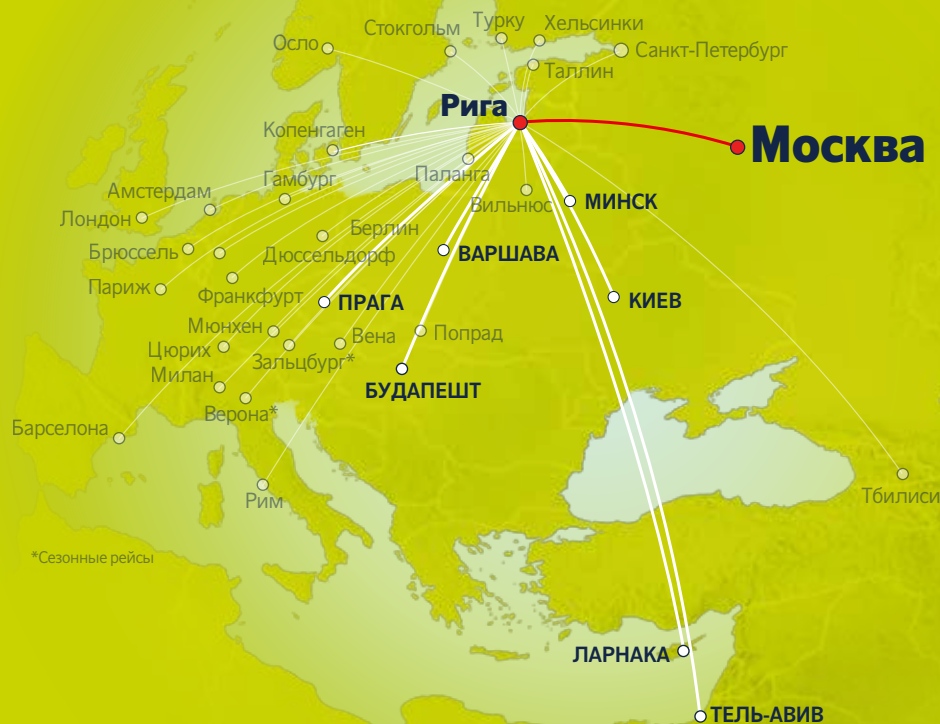 Турку
Хельсинки
Стокгольм
Осло
Санкт-Петербург
Таллин
Рига
Москва
Копенгаген
Паланга
Гамбург
Амстердам
Вильнюс
МИНСК
Лондон
Берлин
Брюссель
Дюссельдорф
ВАРШАВА
Париж
Франкфурт
ПРАГА
КИЕВ
Мюнхен
Вена
Попрад
Цюрих
Зальцбург*
Милан
БУДАПЕШТ
Верона*
Барселона
Рим
Тбилиси
*Сезонные рейсы
ЛАРНАКА
ТЕЛЬ-АВИВ